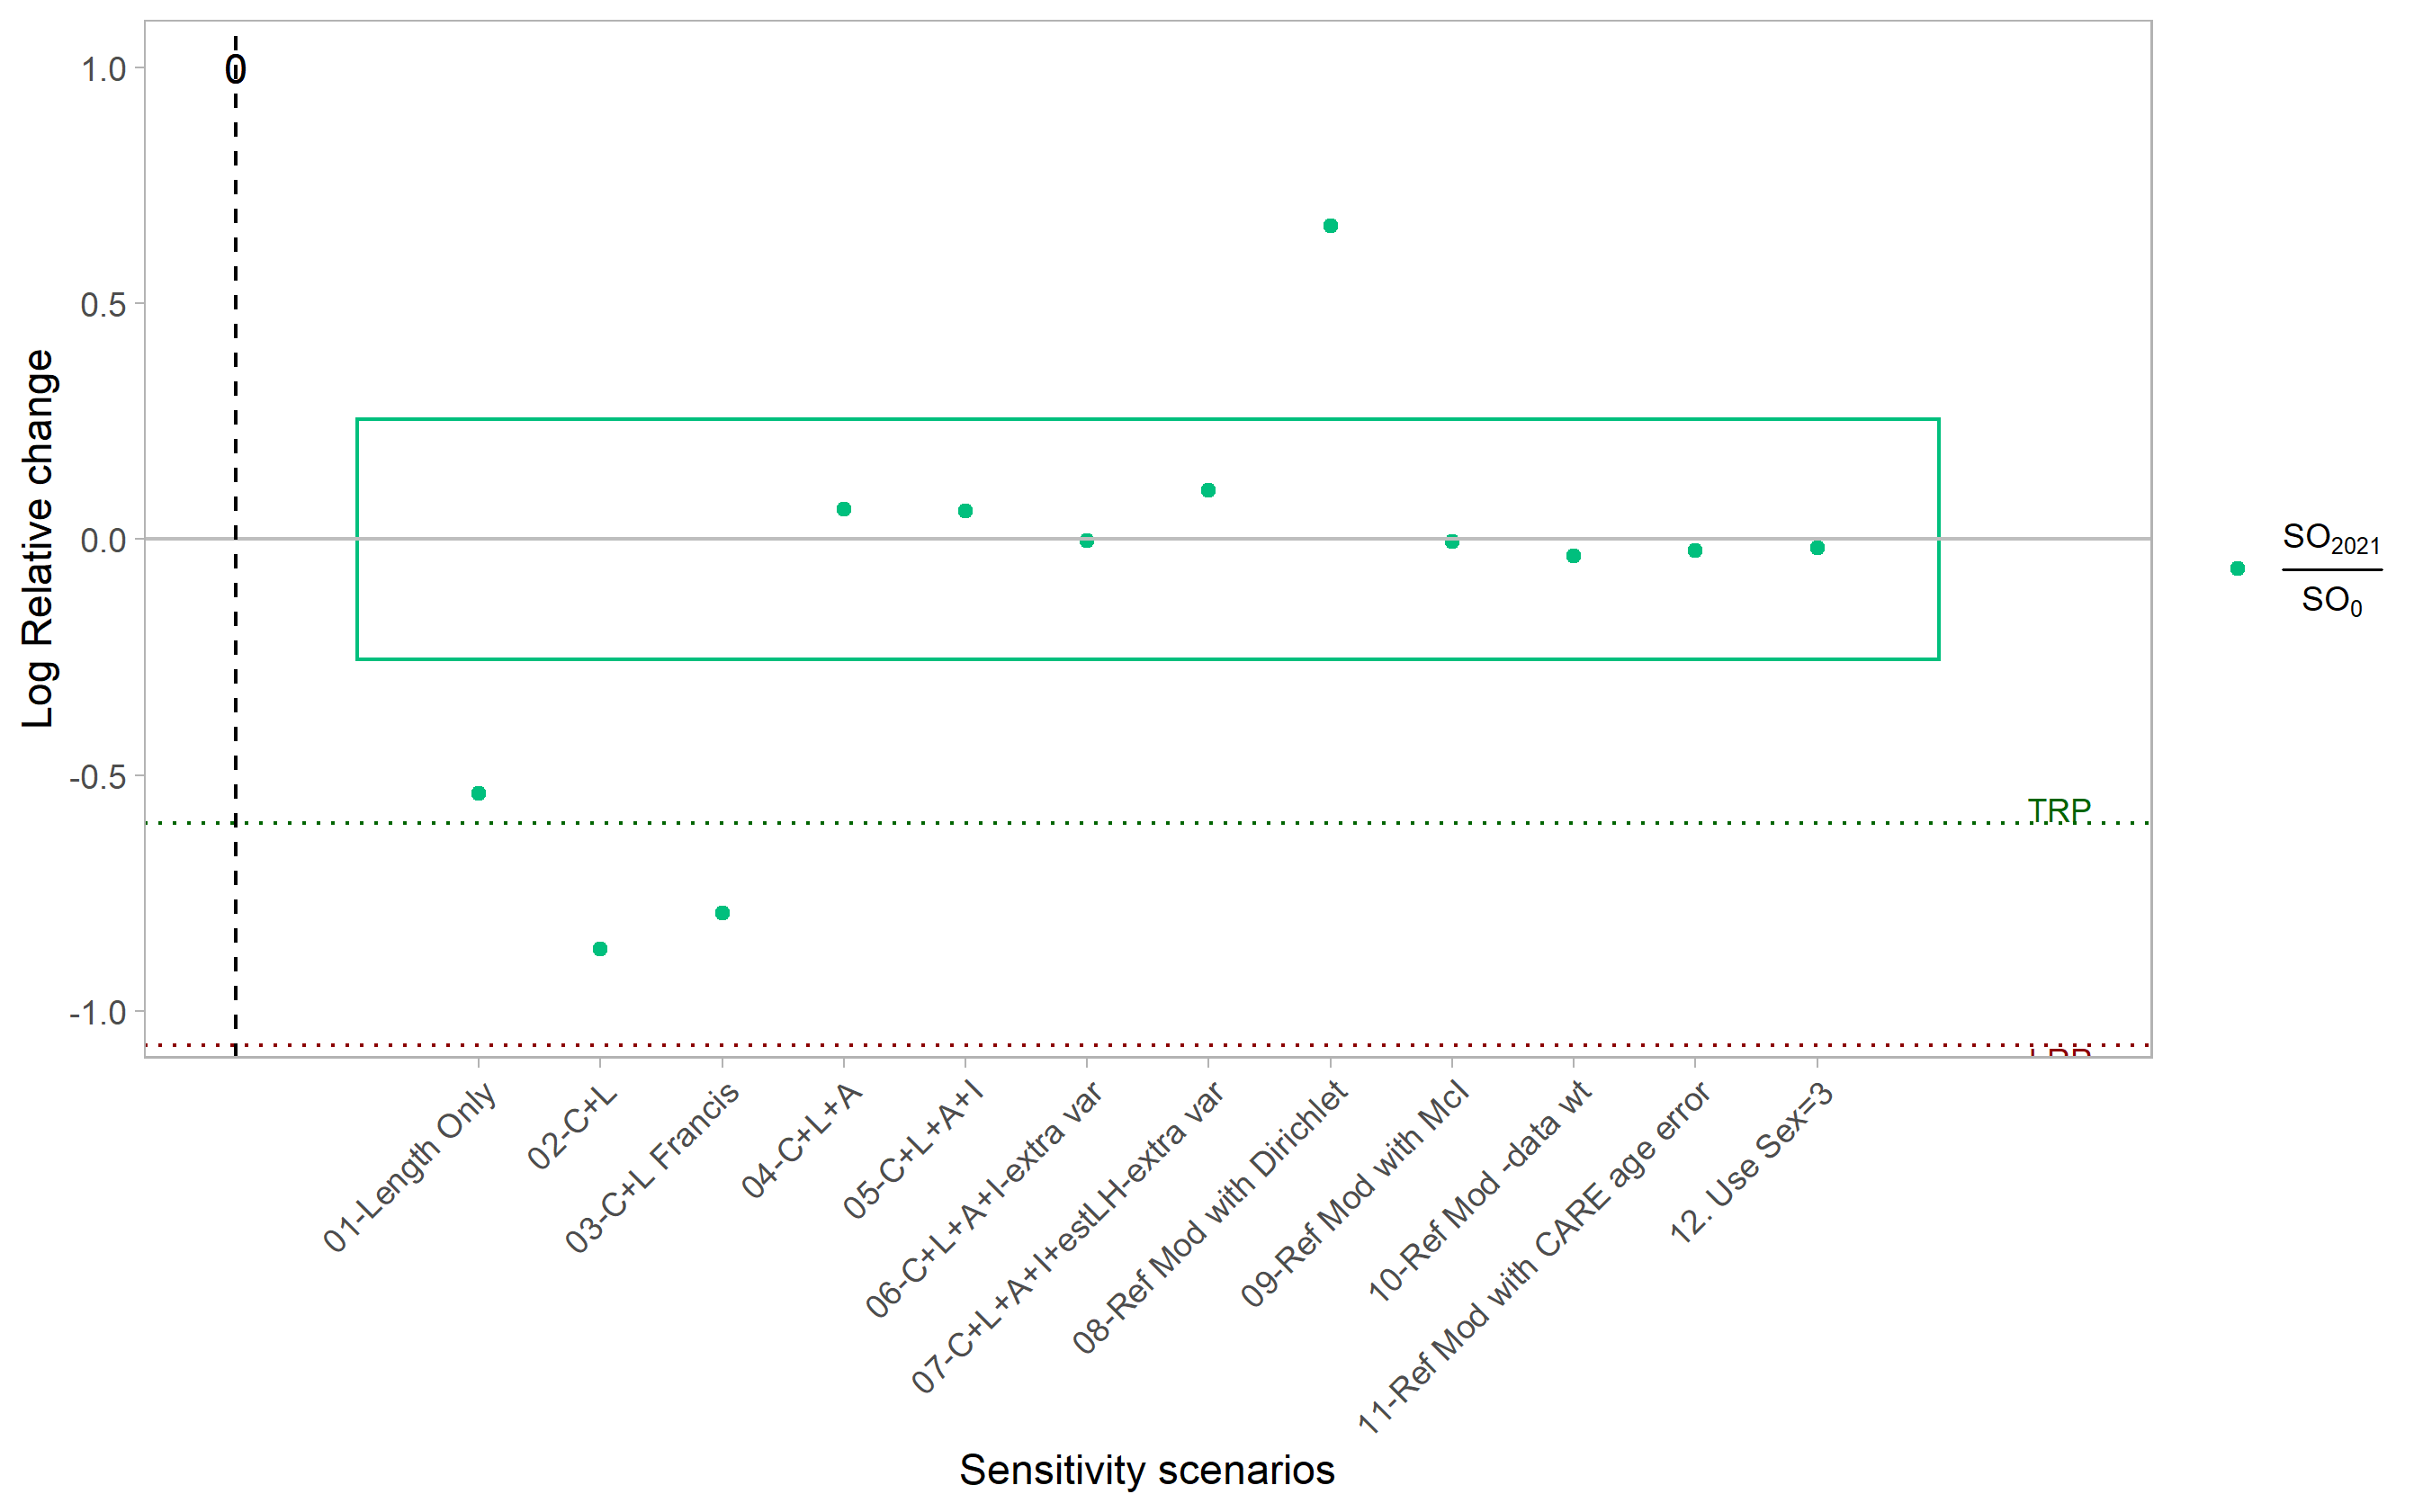 1.0
0.5
0.0
-0.5
-1.0
Log Relative change
0
TRP
SO2021
SO0
01-Length Only
02-C+L
03-C+L Francis
04-C+L+A
05-C+L+A+I
06-C+L+A+I-extra var
07-C+L+A+I+estLH-extra var
08-Ref Mod with Dirichlet
09-Ref Mod with McI
10-Ref Mod -data wt
11-Ref Mod with CARE age error
12. Use Sex=3
Sensitivity scenarios